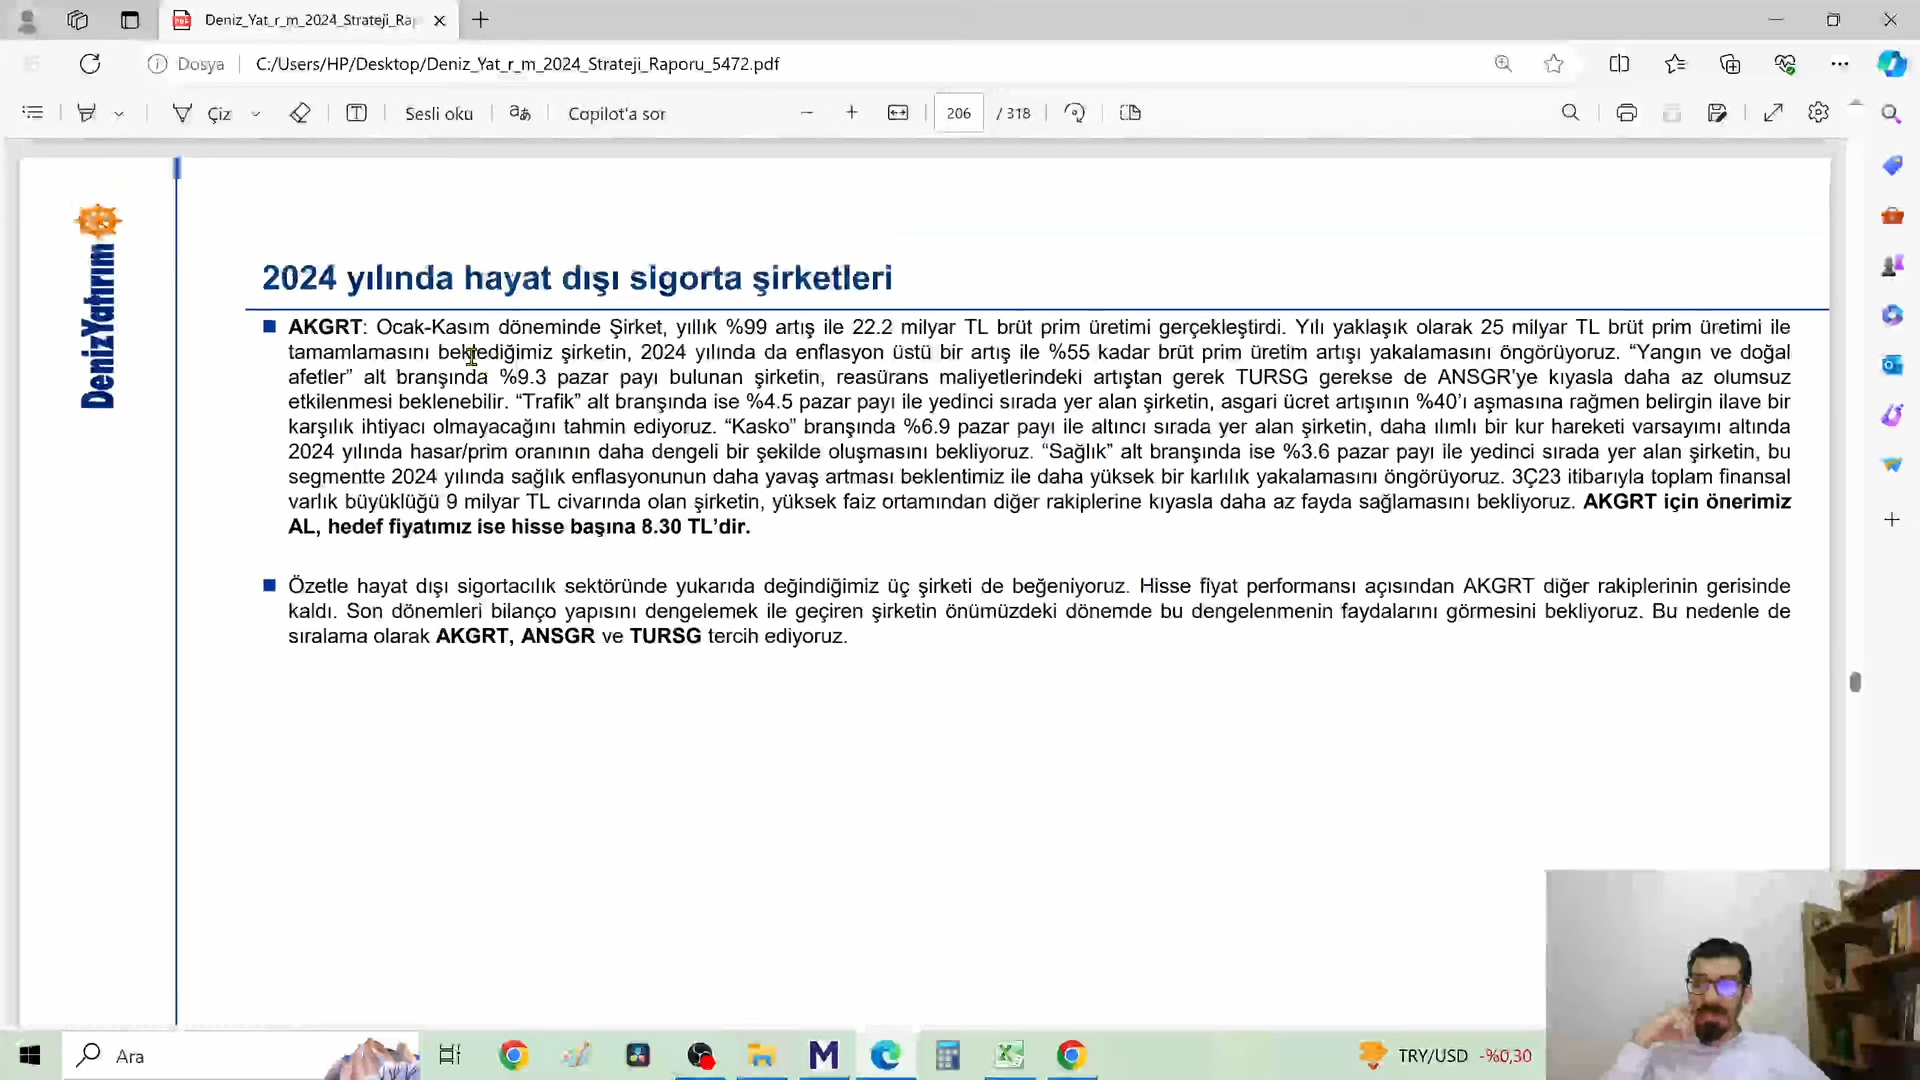 Deniz_Yat_r_m_2024_Strateji_Rap
Dosya
C:/Users/HP/Desktop/Deniz_Yat_r_m_2024_Strateji_Raporu_5472.pdf
Çiz
Sesli oku
aあ
Copilot'a sor
206 / 318
DenizYatırım
2024 yılında hayat dışı sigorta şirketleri
AKGRT: Ocak-Kasım döneminde Şirket, yıllık %99 artış ile 22.2 milyar TL brüt prim üretimi gerçekleştirdi. Yılı yaklaşık olarak 25 milyar TL brüt prim üretimi ile
tamamlamasını beklediğimiz şirketin, 2024 yılında da enflasyon üstü bir artış ile %55 kadar brüt prim üretim artışı yakalamasını öngörüyoruz. “Yangın ve doğal
afetler” alt branşında %9.3 pazar payı bulunan şirketin, reasürans maliyetlerindeki artıştan gerek TURSG gerekse de ANSGR'ye kıyasla daha az olumsuz
etkilenmesi beklenebilir. “Trafik” alt branşında ise %4.5 pazar payı ile yedinci sırada yer alan şirketin, asgari ücret artışının %40’ı aşmasına rağmen belirgin ilave bir
karşılık ihtiyacı olmayacağını tahmin ediyoruz. “Kasko” branşında %6.9 pazar payı ile altıncı sırada yer alan şirketin, daha ılımlı bir kur hareketi varsayımı altında
2024 yılında hasar/prim oranının daha dengeli bir şekilde oluşmasını bekliyoruz. “Sağlık” alt branşında ise %3.6 pazar payı ile yedinci sırada yer alan şirketin, bu
segmentte 2024 yılında sağlık enflasyonunun daha yavaş artması beklentimiz ile daha yüksek bir karlılık yakalamasını öngörüyoruz. 3Ç23 itibarıyla toplam finansal
varlık büyüklüğü 9 milyar TL civarında olan şirketin, yüksek faiz ortamından diğer rakiplerine kıyasla daha az fayda sağlamasını bekliyoruz. AKGRT için önerimiz
AL, hedef fiyatımız ise hisse başına 8.30 TL’dir.
Özetle hayat dışı sigortacılık sektöründe yukarıda değindiğimiz üç şirketi de beğeniyoruz. Hisse fiyat performansı açısından AKGRT diğer rakiplerinin gerisinde
kaldı. Son dönemleri bilanço yapısını dengelemek ile geçiren şirketin önümüzdeki dönemde bu dengelenmenin faydalarını görmesini bekliyoruz. Bu nedenle de
sıralama olarak AKGRT, ANSGR ve TURSG tercih ediyoruz.
Ara
TRY/USD -%0,30